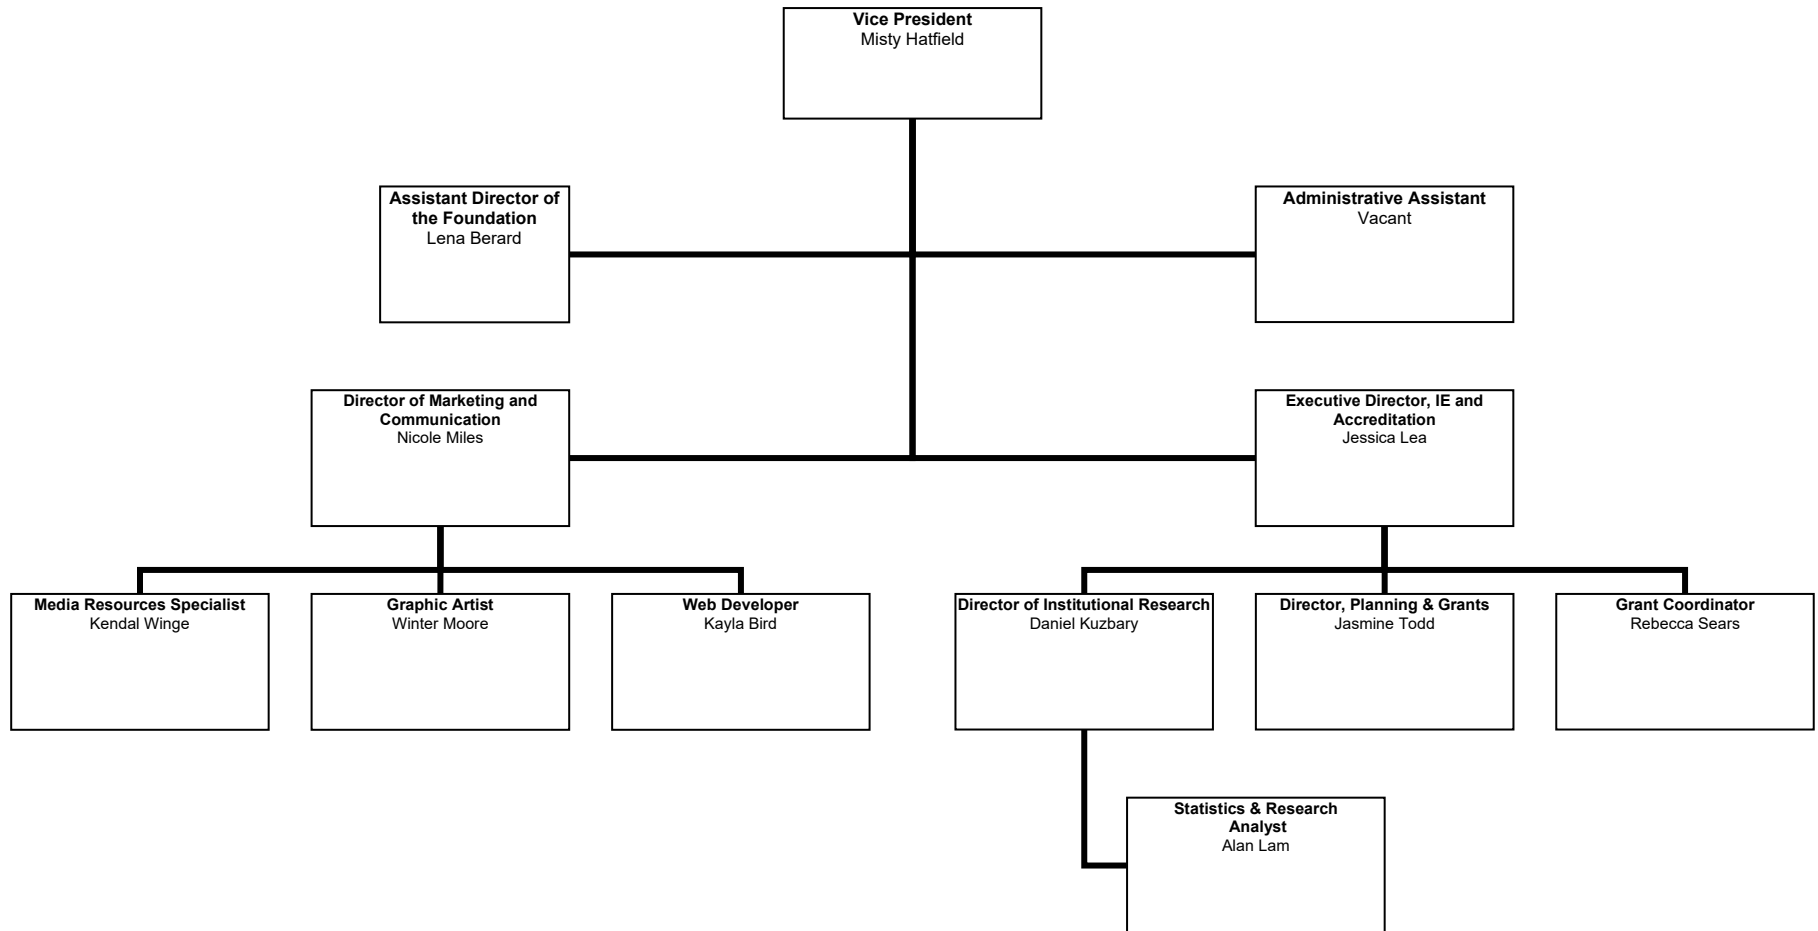 Vice President
Misty Hatfield
Assistant Director of
the Foundation
Lena Berard
Administrative Assistant
Vacant
Director of Marketing and
Communication
Nicole Miles
Executive Director, IE and
Accreditation
Jessica Lea
Media Resources Specialist
Kendal Winge
Graphic Artist
Winter Moore
Web Developer
Kayla Bird
Director of Institutional Research
Daniel Kuzbary
Director, Planning & Grants
Jasmine Todd
Grant Coordinator
Rebecca Sears
Statistics & Research
Analyst
Alan Lam